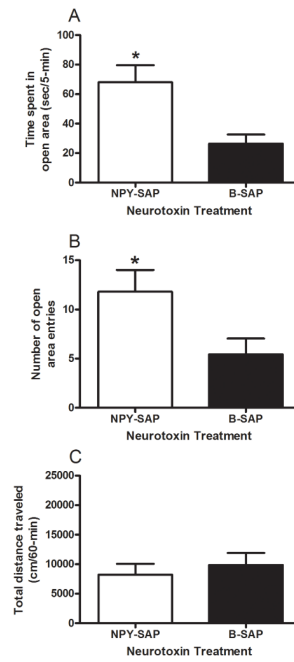 A
Time spent in
open area (sec/5-min)
100
80
60
40
20
0
*
NPY-SAP B-SAP
Neurotoxin Treatment
B
Number of open
area entries
15
10
5
0
*
NPY-SAP B-SAP
Neurotoxin Treatment
C
Total distance traveled
(cm/60-min)
25000
20000
15000
10000
5000
0
NPY-SAP B-SAP
Neurotoxin Treatment